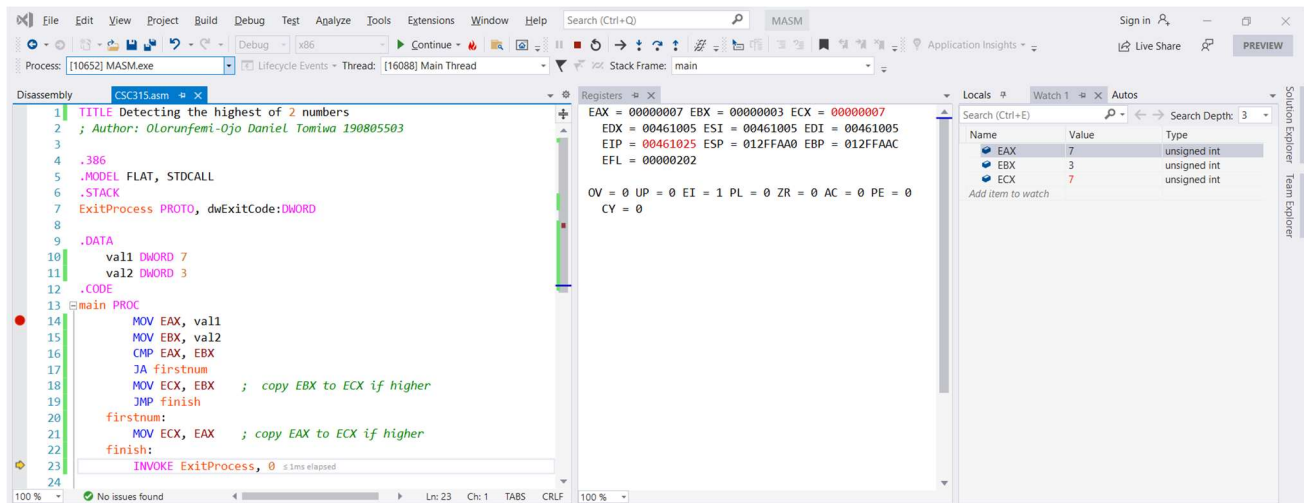 File Edit View Project Build Debug Test Analyze Tools Extensions Window Help Search (Ctrl+Q) MASM Sign in
Debug x86 Continue Application Insights Live Share PREVIEW
Process: [10652] MASM.exe Lifecycle Events Thread: [16088] Main Thread Stack Frame: main
Disassembly CSC315.asm
1 TITLE Detecting the highest of 2 numbers
2 ; Author: OLorunfemi-Ojo Daniel Tomiwa 190805503
3
4 .386
5 .MODEL FLAT, STDCALL
6 .STACK
7 ExitProcess PROTO, dwExitCode:DWORD
8
9 .DATA
10 val1 DWORD 7
11 val2 DWORD 3
12 .CODE
13 main PROC
14 MOV EAX, val1
15 MOV EBX, val2
16 CMP EAX, EBX
17 JA firstnum
18 MOV ECX, EBX ; copy EBX to ECX if higher
19 JMP finish
20 firstnum:
21 MOV ECX, EAX ; copy EAX to ECX if higher
22 finish:
23 INVOKE ExitProcess, 0 ≤1ms elapsed
24
100 % No issues found Ln: 23 Ch: 1 TABS CRLF
Registers
EAX = 00000007 EBX = 00000003 ECX = 00000007
EDX = 00461005 ESI = 00461005 EDI = 00461005
EIP = 00461025 ESP = 012FFAA0 EBP = 012FFAAC
EFL = 00000202
OV = 0 UP = 0 EI = 1 PL = 0 ZR = 0 AC = 0 PE = 0
CY = 0
100 %
Locals Watch 1 Autos
Search (Ctrl+E) Search Depth: 3
Name Value Type
EAX 7 unsigned int
EBX 3 unsigned int
ECX 7 unsigned int
Add item to watch
Solution Explorer
Team Explorer